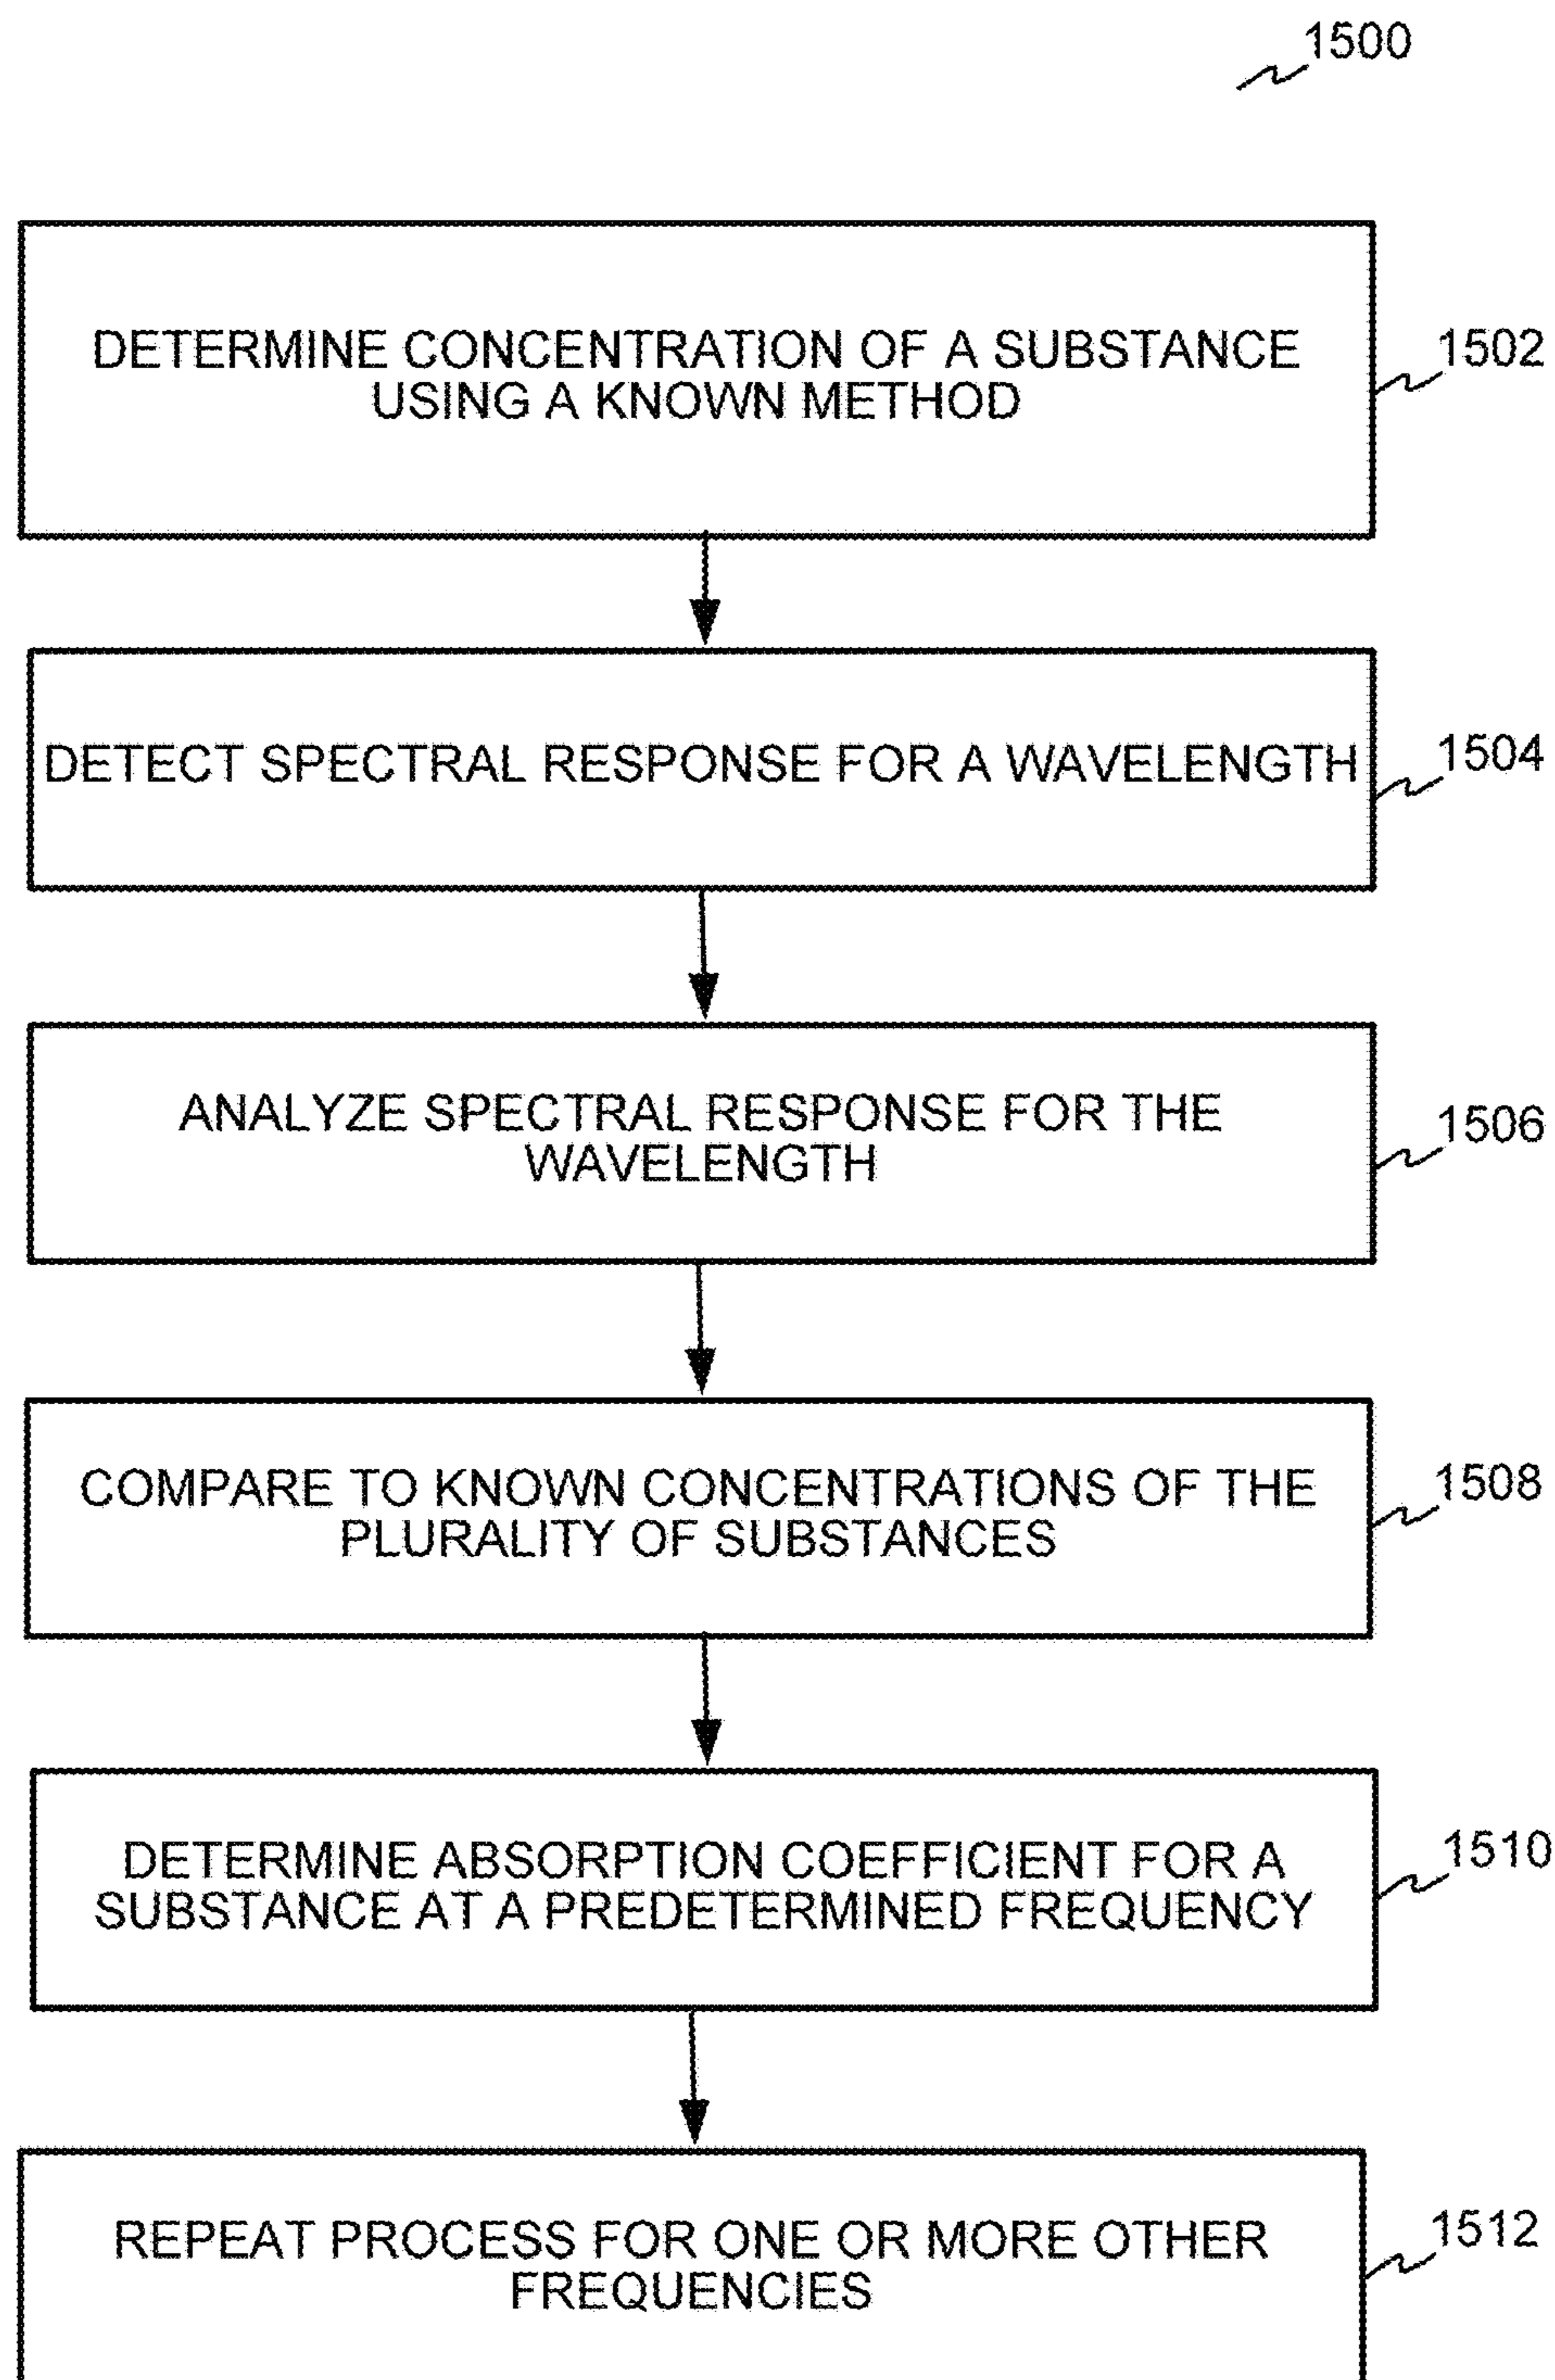 1500
DETERMINE CONCENTRATION OF A SUBSTANCE
USING A KNOWN METHOD
1502
DETECT SPECTRAL RESPONSE FOR A WAVELENGTH
1504
ANALYZE SPECTRAL RESPONSE FOR THE
WAVELENGTH
1506
COMPARE TO KNOWN CONCENTRATIONS OF THE
PLURALITY OF SUBSTANCES
1508
DETERMINE ABSORPTION COEFFICIENT FOR A
SUBSTANCE AT A PREDETERMINED FREQUENCY
1510
REPEAT PROCESS FOR ONE OR MORE OTHER
FREQUENCIES
1512